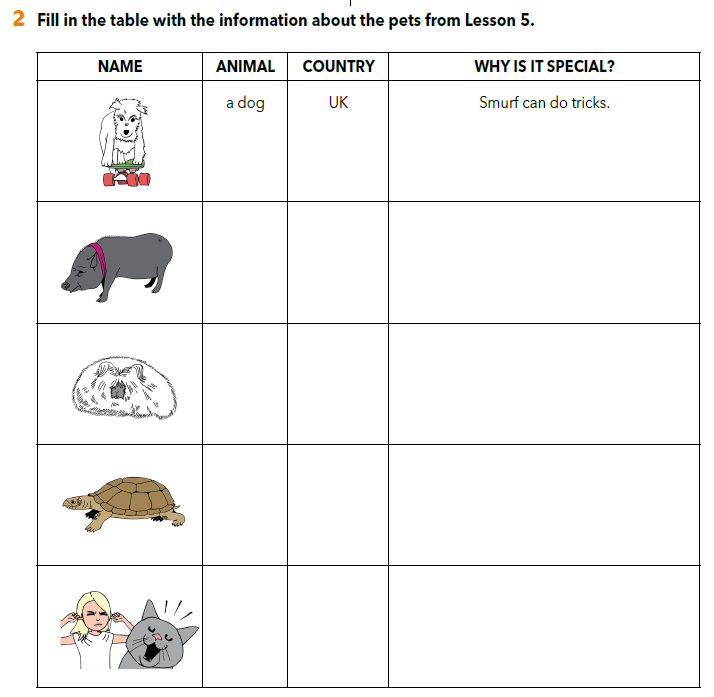 2 Fill in the table with the information about the pets from Lesson 5.
NAME ANIMAL COUNTRY WHY IS IT SPECIAL?
a dog UK Smurf can do tricks.